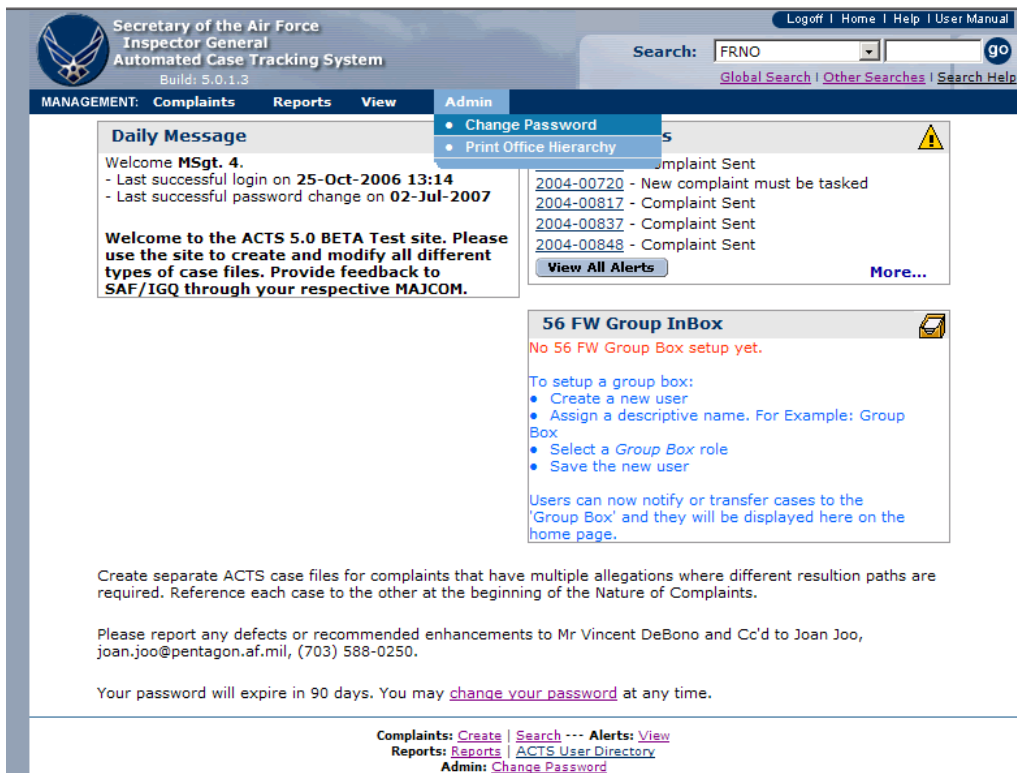 Secretary of the Air Force
Inspector General
Automated Case Tracking System
Build: 5.0.1.3
Logoff | Home | Help | User Manual
Search: FRNO go
Global Search | Other Searches | Search Help
MANAGEMENT: Complaints Reports View Admin
• Change Password
• Print Office Hierarchy
Daily Message
Welcome MSgt. 4.
- Last successful login on 25-Oct-2006 13:14
- Last successful password change on 02-Jul-2007
Welcome to the ACTS 5.0 BETA Test site. Please
use the site to create and modify all different
types of case files. Provide feedback to
SAF/IGQ through your respective MAJCOM.
s
mplaint Sent
2004-00720 - New complaint must be tasked
2004-00817 - Complaint Sent
2004-00837 - Complaint Sent
2004-00848 - Complaint Sent
View All Alerts More...
56 FW Group InBox
No 56 FW Group Box setup yet.
To setup a group box:
• Create a new user
• Assign a descriptive name. For Example: Group
Box
• Select a Group Box role
• Save the new user
Users can now notify or transfer cases to the
'Group Box' and they will be displayed here on the
home page.
Create separate ACTS case files for complaints that have multiple allegations where different resultion paths are
required. Reference each case to the other at the beginning of the Nature of Complaints.
Please report any defects or recommended enhancements to Mr Vincent DeBono and Cc'd to Joan Joo,
joan.joo@pentagon.af.mil, (703) 588-0250.
Your password will expire in 90 days. You may change your password at any time.
Complaints: Create | Search --- Alerts: View
Reports: Reports | ACTS User Directory
Admin: Change Password